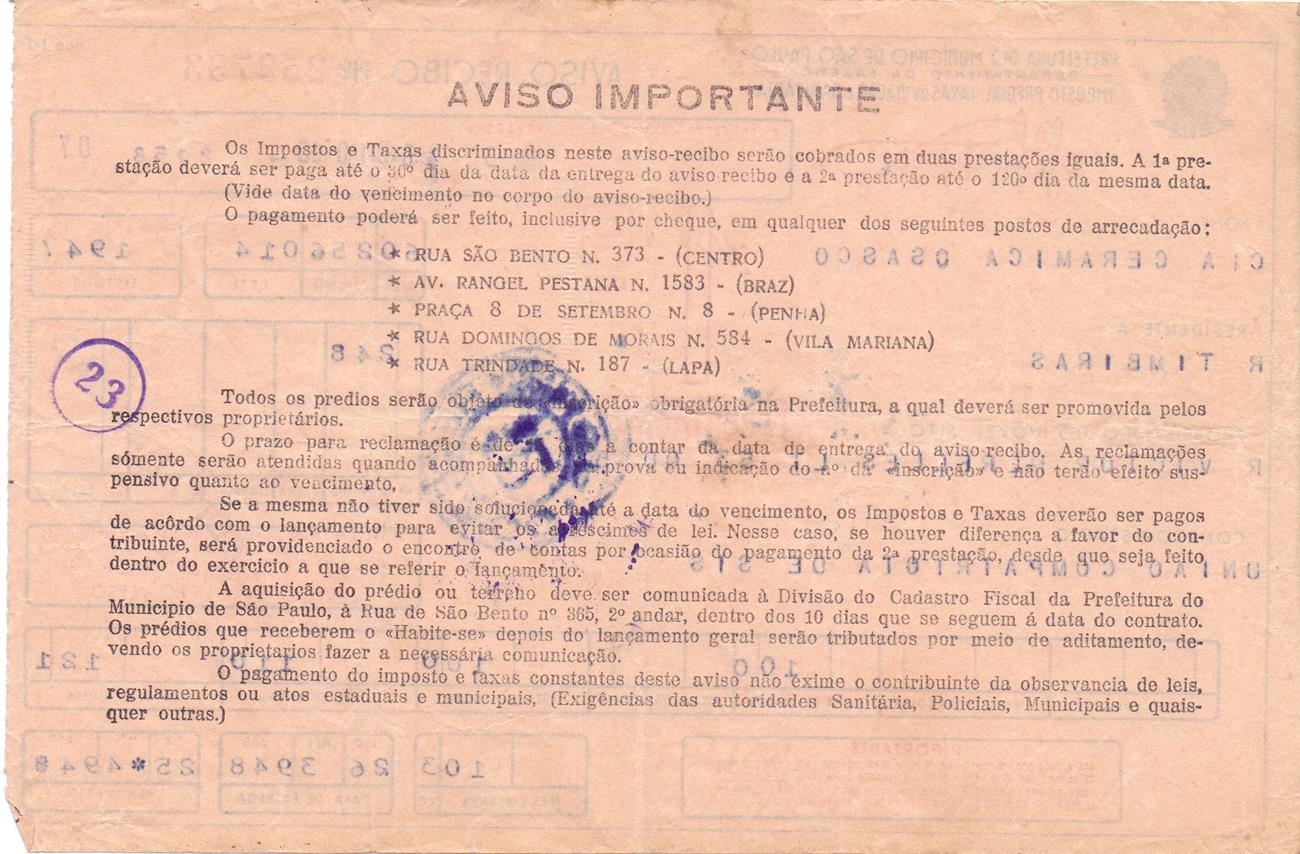 AVISO IMPORTANTE
Os Impostos e Taxas discriminados neste aviso-recibo serão cobrados em duas prestações iguais. A 1ª pre-
stação deverá ser paga até o 30º dia da data da entrega do aviso recibo e a 2ª prestação até o 120º dia da mesma data.
(Vide data do vencimento no corpo do aviso-recibo.)
O pagamento poderá ser feito, inclusive por cheque, em qualquer dos seguintes postos de arrecadação:
* RUA SÃO BENTO N. 373 - (CENTRO)
* AV. RANGEL PESTANA N. 1583 - (BRAZ)
* PRAÇA 8 DE SETEMBRO N. 8 - (PENHA)
* RUA DOMINGOS DE MORAIS N. 584 - (VILA MARIANA)
* RUA TRINDADE N. 187 - (LAPA)
23
Todos os predios serão objeto de «inscrição» obrigatória na Prefeitura, a qual deverá ser promovida pelos
respectivos proprietários.
O prazo para reclamação é de a contar da data de entrega do aviso-recibo. As reclamações
sómente serão atendidas quando acompanhadas da prova ou indicação do nº da «inscrição» e não terão efeito sus-
pensivo quanto ao vencimento.
Se a mesma não tiver sido solucionada até a data do vencimento, os Impostos e Taxas deverão ser pagos
de acôrdo com o lançamento para evitar os acréscimos de lei. Nesse caso, se houver diferença a favor do con-
tribuinte, será providenciado o encontro de contas por ocasião do pagamento da 2ª prestação, desde que seja feito
dentro do exercicio a que se referir o lançamento.
A aquisição do prédio ou terreno deve ser comunicada à Divisão do Cadastro Fiscal da Prefeitura do
Municipio de São Paulo, à Rua de São Bento nº 365, 2º andar, dentro dos 10 dias que se seguem á data do contrato.
Os prédios que receberem o «Habite-se» depois do lançamento geral serão tributados por meio de aditamento, de-
vendo os proprietarios fazer a necessária comunicação.
O pagamento do imposto e taxas constantes deste aviso não exime o contribuinte da observancia de leis,
regulamentos ou atos estaduais e municipais, (Exigências das autoridades Sanitária, Policiais, Municipais e quais-
quer outras.)